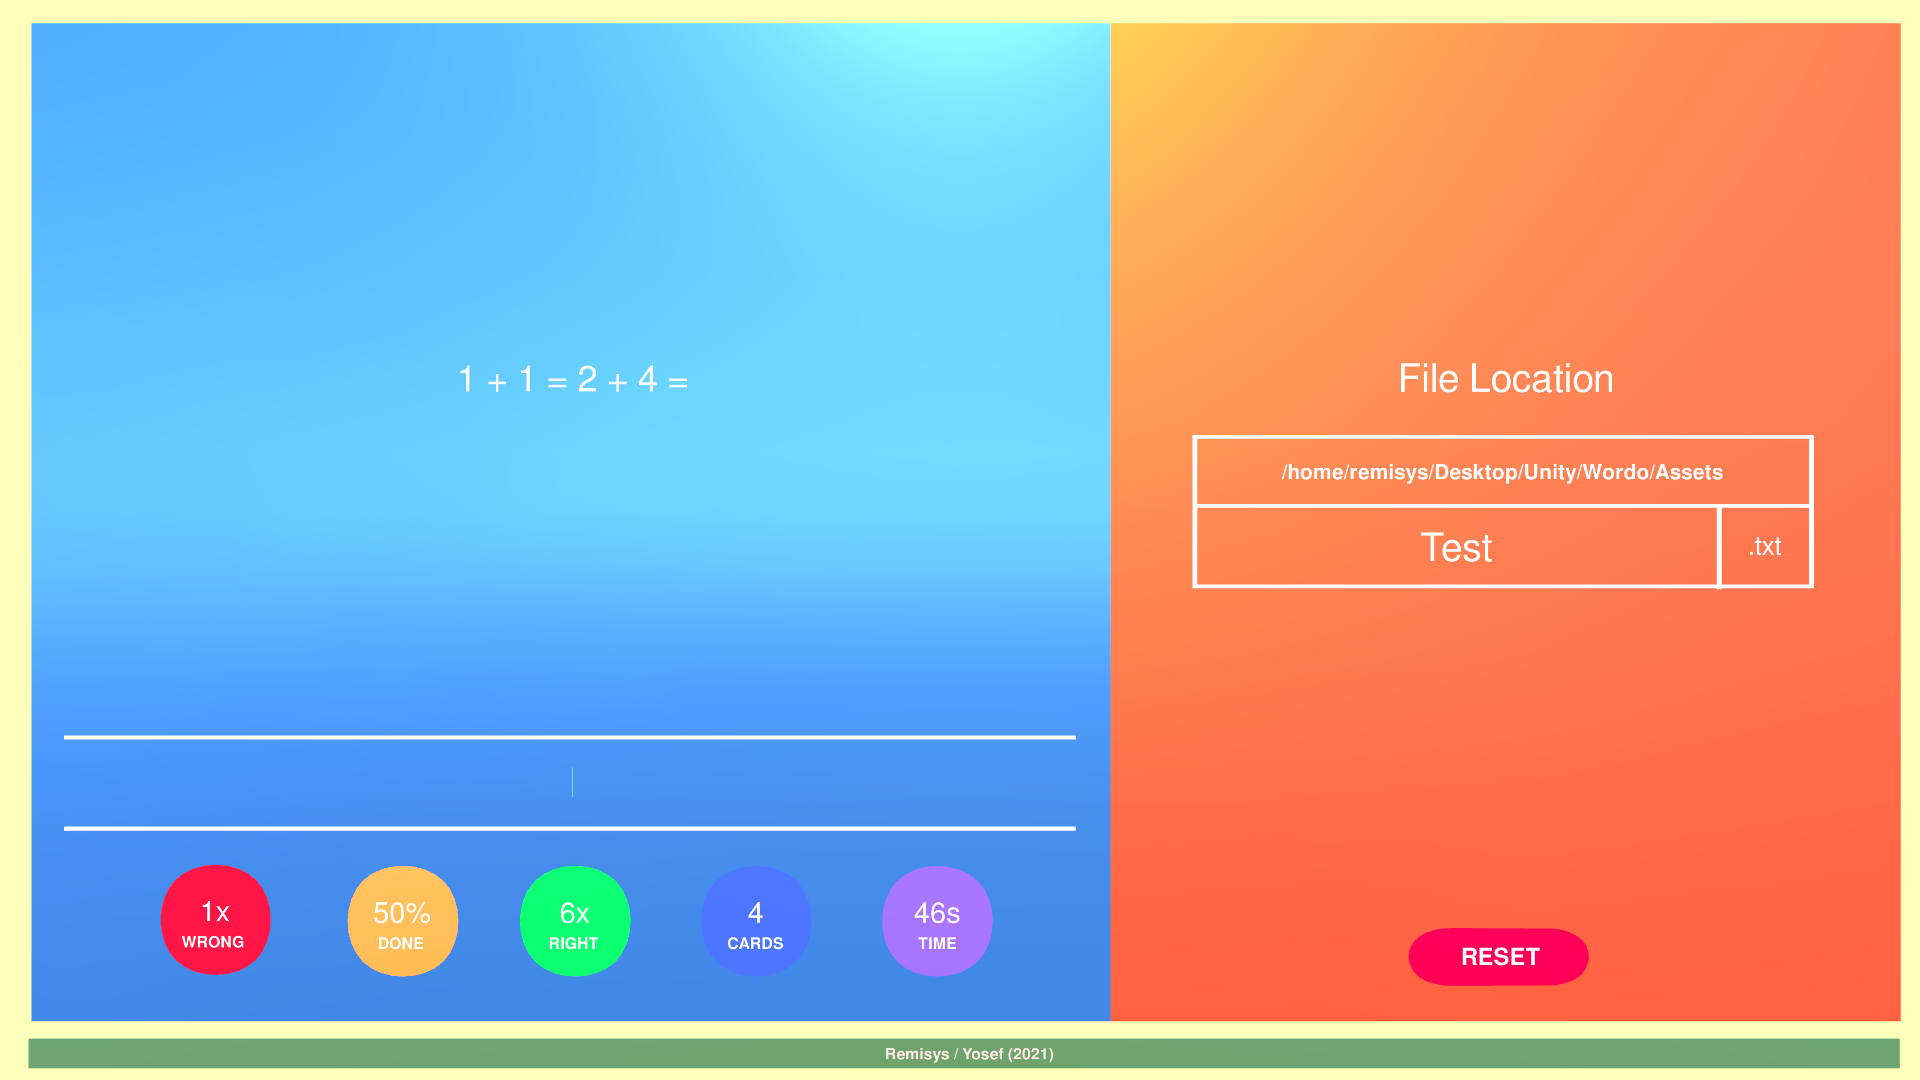 1 + 1 = 2 + 4 =
1x
WRONG
50%
DONE
6x
RIGHT
4
CARDS
46s
TIME
File Location
/home/remisys/Desktop/Unity/Wordo/Assets
Test
.txt
RESET
Remisys / Yosef (2021)